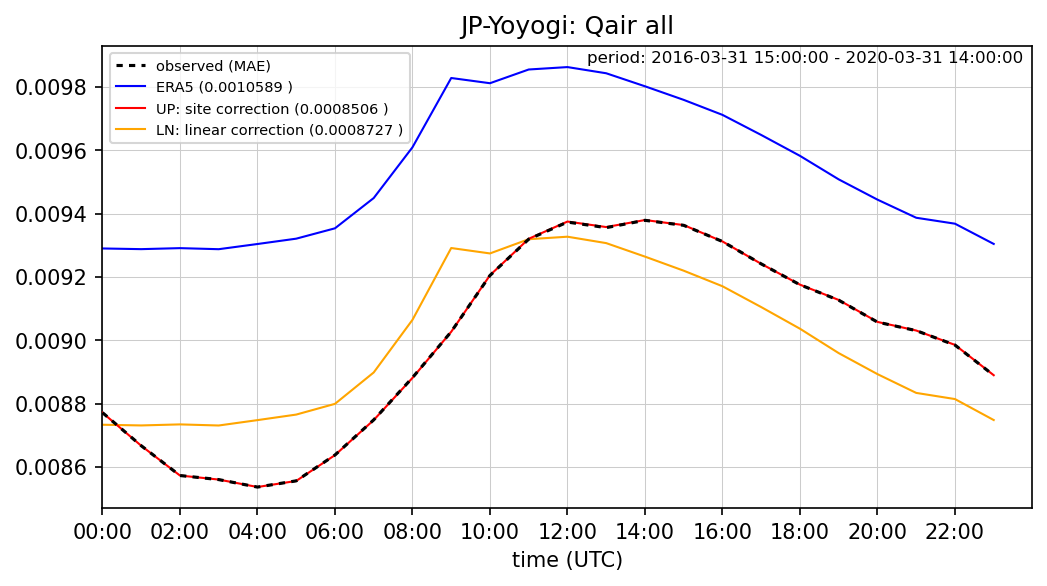 JP-Yoyogi: Qair all
period: 2016-03-31 15:00:00 - 2020-03-31 14:00:00
observed (MAE)
ERA5 (0.0010589 )
UP: site correction (0.0008506 )
LN: linear correction (0.0008727 )
0.0098
0.0096
0.0094
0.0092
0.0090
0.0088
0.0086
00:00 02:00 04:00 06:00 08:00 10:00 12:00 14:00 16:00 18:00 20:00 22:00
time (UTC)